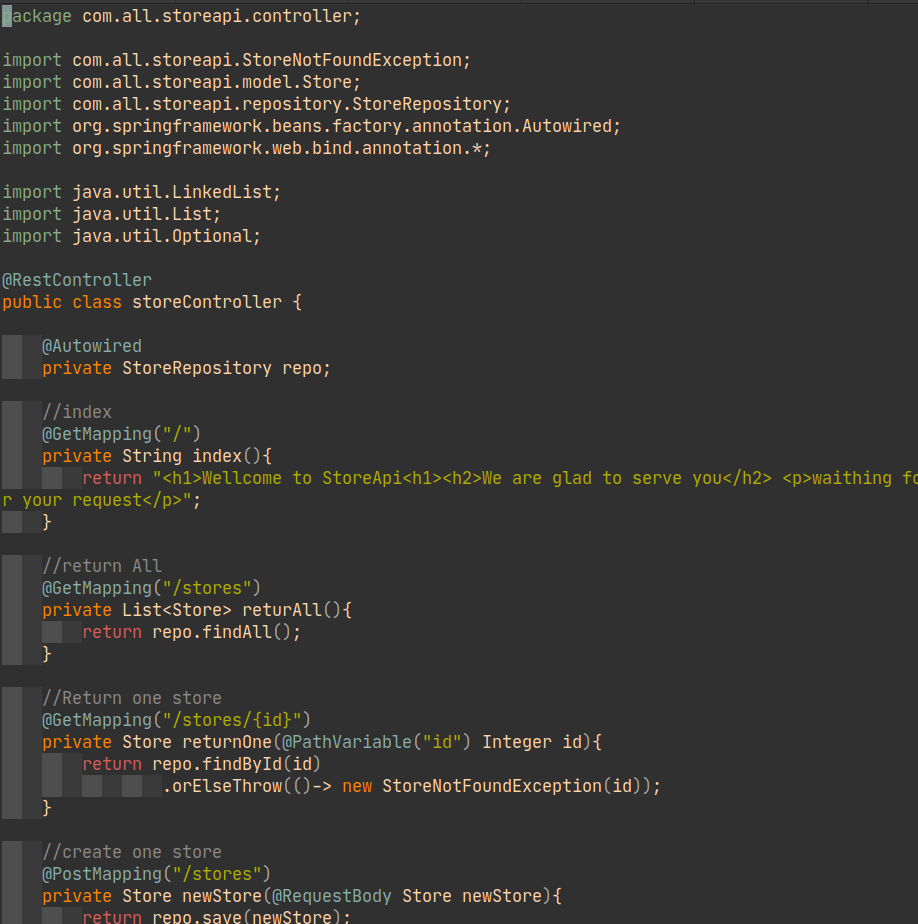 package com.all.storeapi.controller;
import com.all.storeapi.StoreNotFoundException;
import com.all.storeapi.model.Store;
import com.all.storeapi.repository.StoreRepository;
import org.springframework.beans.factory.annotation.Autowired;
import org.springframework.web.bind.annotation.*;
import java.util.LinkedList;
import java.util.List;
import java.util.Optional;
@RestController
public class storeController {
@Autowired
private StoreRepository repo;
//index
@GetMapping("/")
private String index(){
return "<h1>Wellcome to StoreApi<h1><h2>We are glad to serve you</h2> <p>waithing fo
r your request</p>";
}
//return All
@GetMapping("/stores")
private List<Store> returAll(){
return repo.findAll();
}
//Return one store
@GetMapping("/stores/{id}")
private Store returnOne(@PathVariable("id") Integer id){
return repo.findById(id)
.orElseThrow(()-> new StoreNotFoundException(id));
}
//create one store
@PostMapping("/stores")
private Store newStore(@RequestBody Store newStore){
return repo.save(newStore);